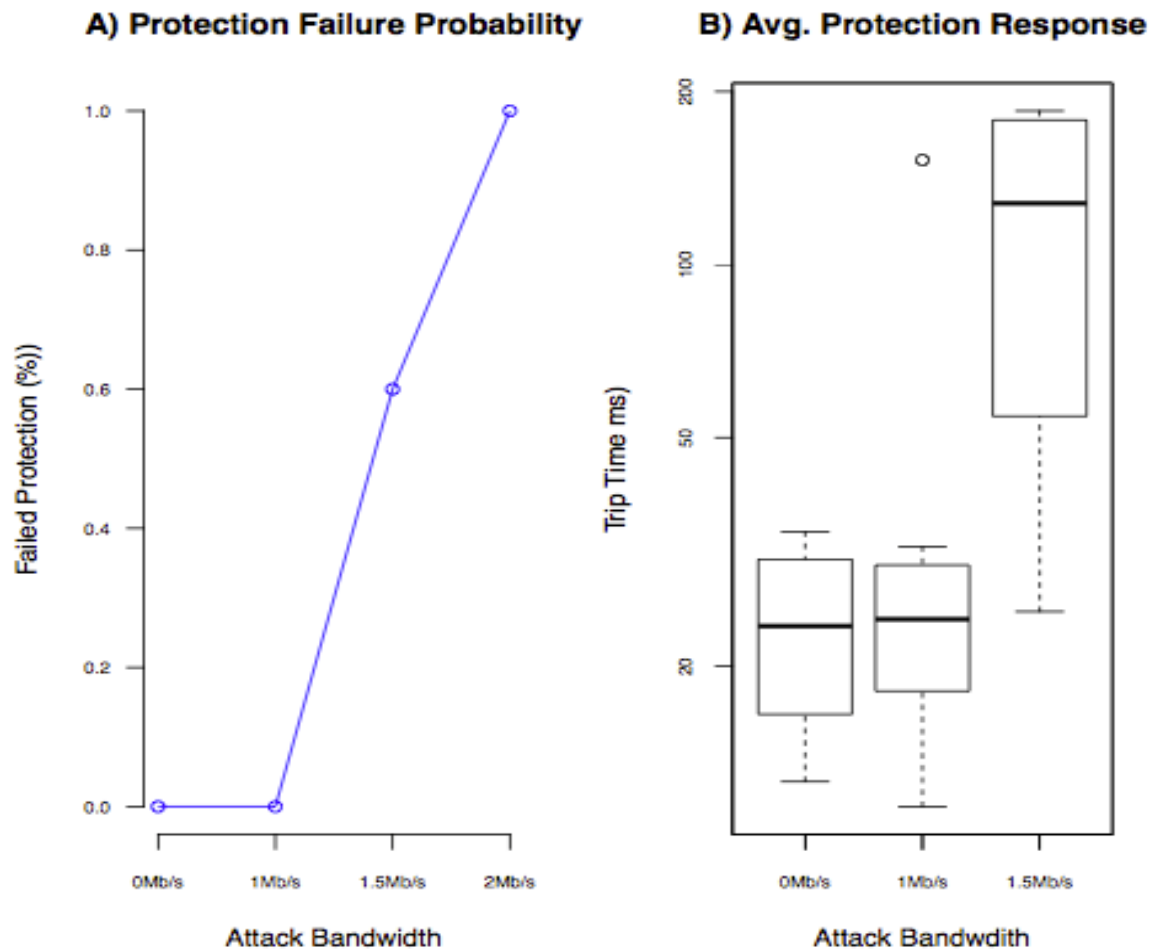 A) Protection Failure Probability
Failed Protection (%))
1.0
0.8
0.6
0.4
0.2
0.0
0Mb/s 1Mb/s 1.5Mb/s 2Mb/s
Attack Bandwidth
B) Avg. Protection Response
Trip Time ms)
200
100
50
20
0Mb/s 1Mb/s 1.5Mb/s
Attack Bandwdith